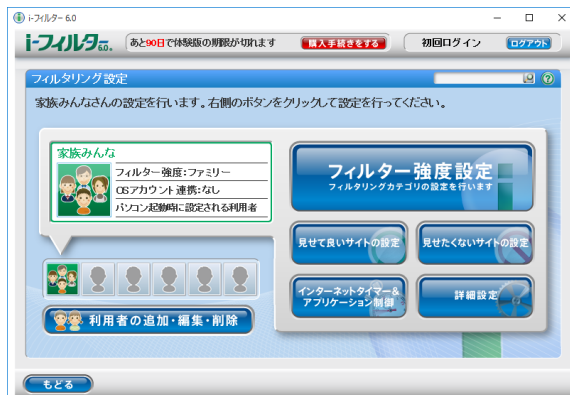 i-フィルター 6.0
i-フィルター 6.0.
あと90日で体験版の期限が切れます
購入手続きをする
初回ログイン
ログアウト
フィルタリング設定
家族みんなさんの設定を行います。右側のボタンをクリックして設定を行ってください。
家族みんな
フィルター強度:ファミリー
OSアカウント連携:なし
パソコン起動時に設定される利用者
フィルター強度設定
フィルタリングカテゴリの設定を行います
見せて良いサイトの設定
見せたくないサイトの設定
インターネットタイマー&
アプリケーション制御
詳細設定
利用者の追加・編集・削除
もどる